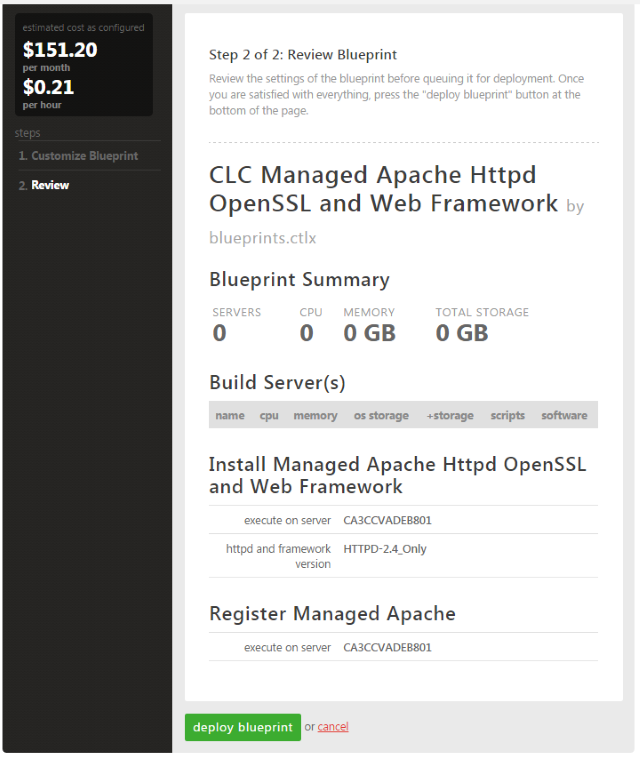 estimated cost as configured
$151.20
per month
$0.21
per hour
steps
1. Customize Blueprint
2. Review
Step 2 of 2: Review Blueprint
Review the settings of the blueprint before queuing it for deployment. Once
you are satisfied with everything, press the "deploy blueprint" button at the
bottom of the page.
CLC Managed Apache Httpd
OpenSSL and Web Framework by
blueprints.ctlx
Blueprint Summary
SERVERS CPU MEMORY TOTAL STORAGE
0 0 0 GB 0 GB
Build Server(s)
name cpu memory os storage +storage scripts software
Install Managed Apache Httpd OpenSSL
and Web Framework
execute on server CA3CCVADEB801
httpd and framework HTTPD-2.4_Only
version
Register Managed Apache
execute on server CA3CCVADEB801
deploy blueprint or cancel